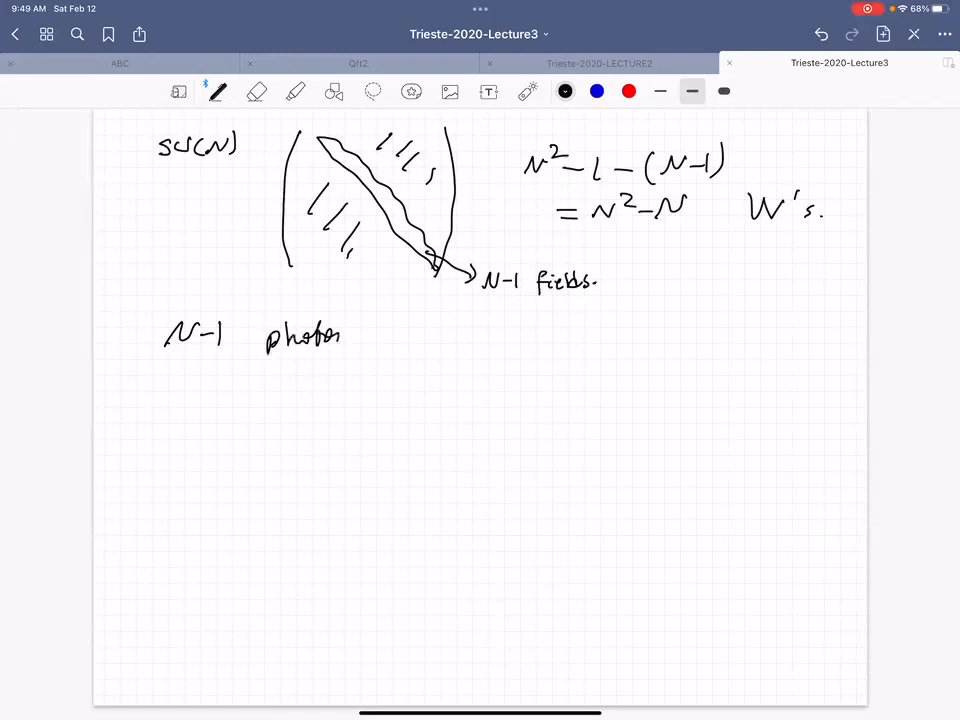 9:49 AM Sat Feb 12
68%
Trieste-2020-Lecture3
ABC
Qft2.
Trieste-2020-LECTURE2
Trieste-2020-Lecture3
SU(N)
N² - 1 - (N-1)
= N² - N W's.
N-1 fields.
N-1 photon